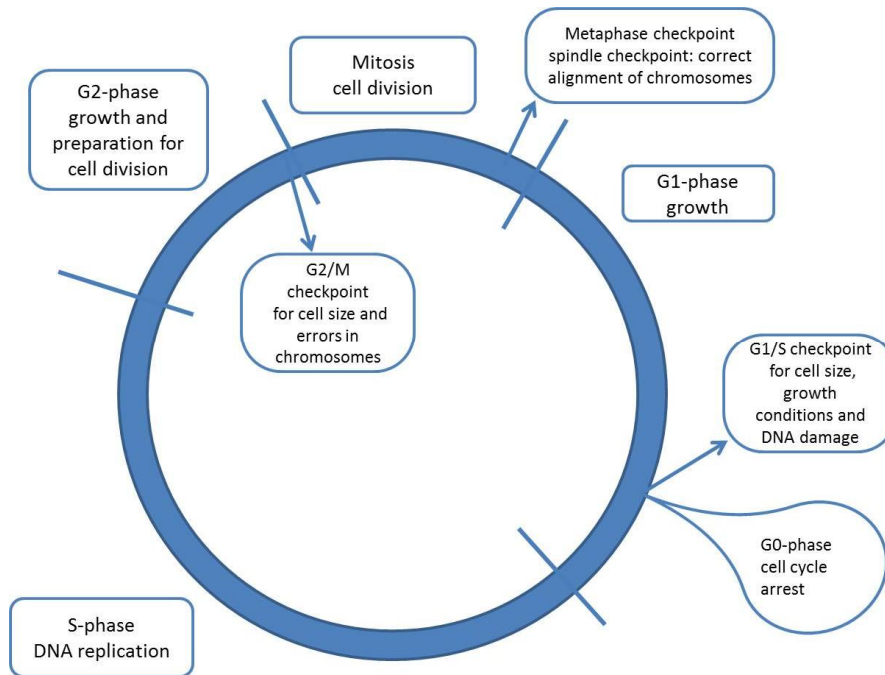 Metaphase checkpoint
spindle checkpoint: correct
alignment of chromosomes
Mitosis
cell division
G2-phase
growth and
preparation for
cell division
G1-phase
growth
G2/M
checkpoint
for cell size and
errors in
chromosomes
G1/S checkpoint
for cell size,
growth
conditions and
DNA damage
G0-phase
cell cycle
arrest
S-phase
DNA replication